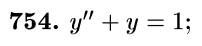 754. y″ + y = 1;